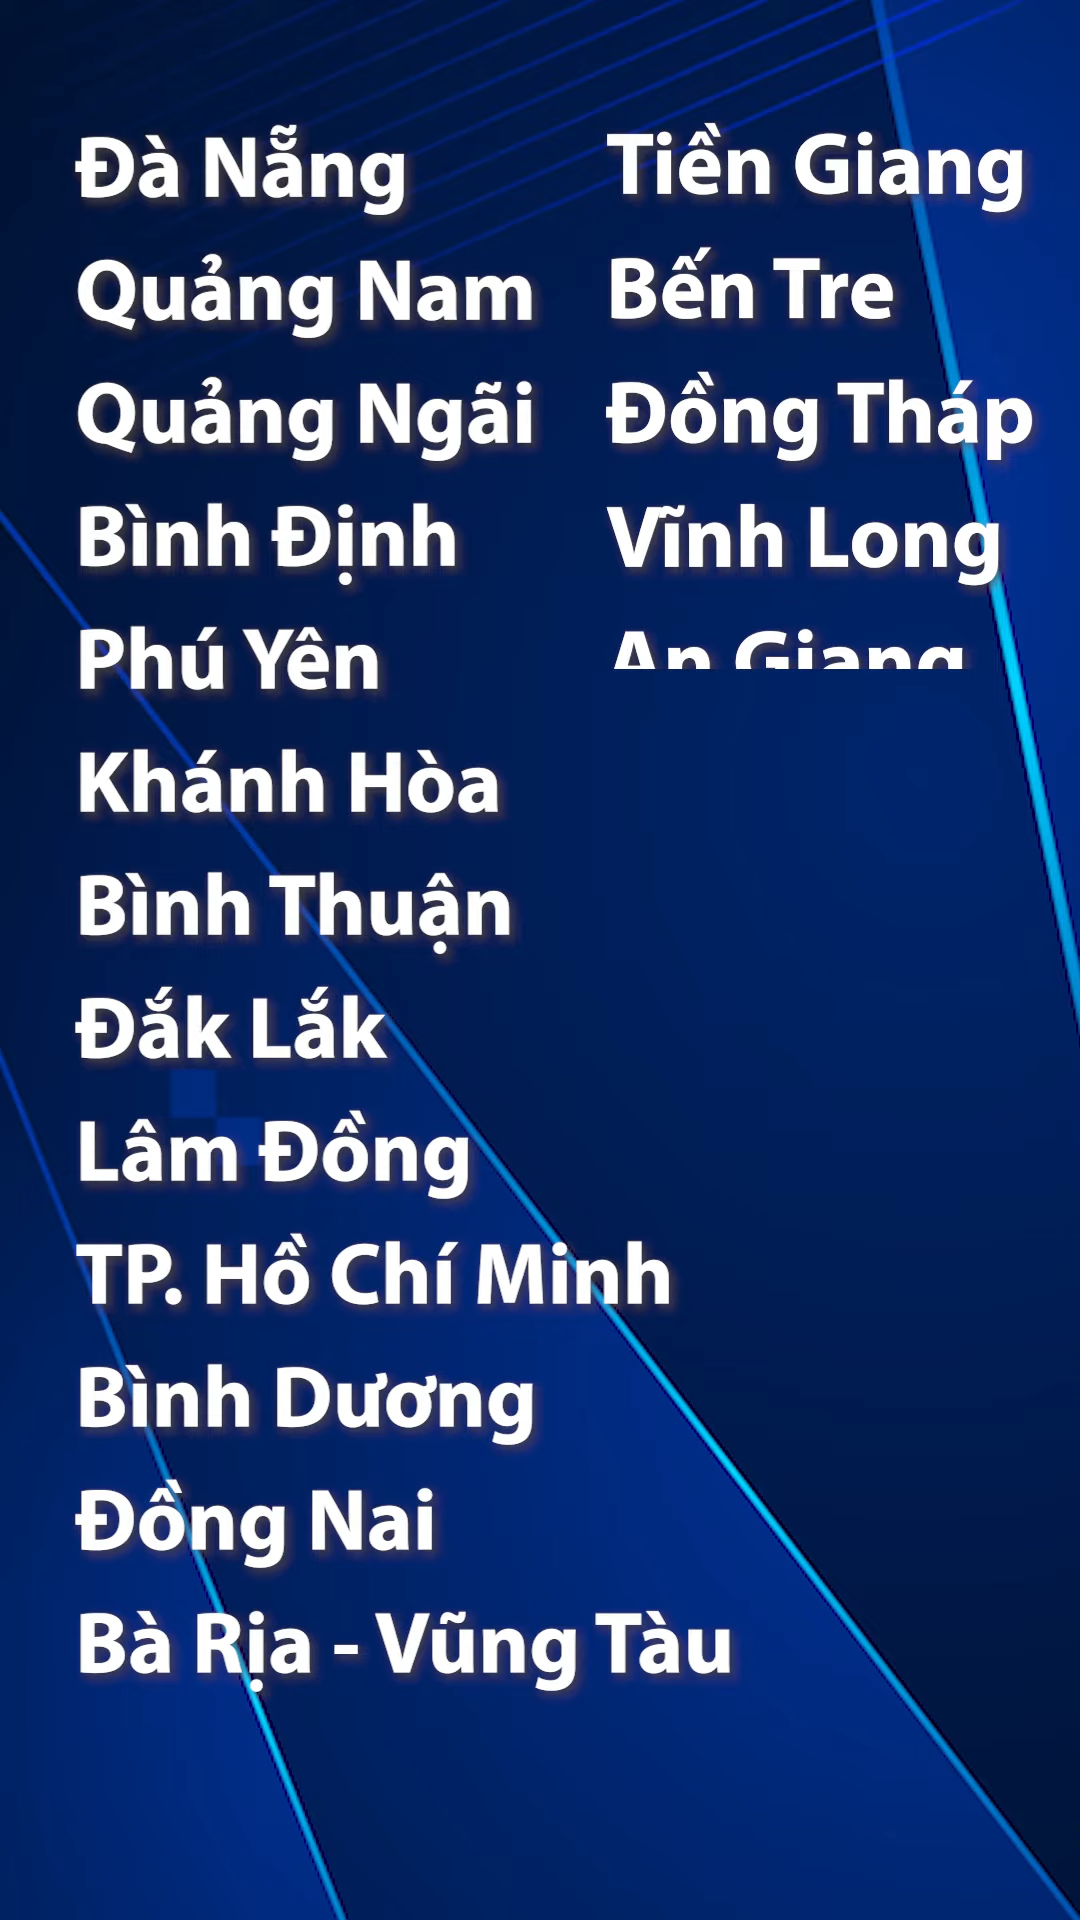 Đà Nẵng
Quảng Nam
Quảng Ngãi
Bình Định
Phú Yên
Khánh Hòa
Bình Thuận
Đắk Lắk
Lâm Đồng
TP. Hồ Chí Minh
Bình Dương
Đồng Nai
Bà Rịa - Vũng Tàu
Tiền Giang
Bến Tre
Đồng Tháp
Vĩnh Long
An Giang